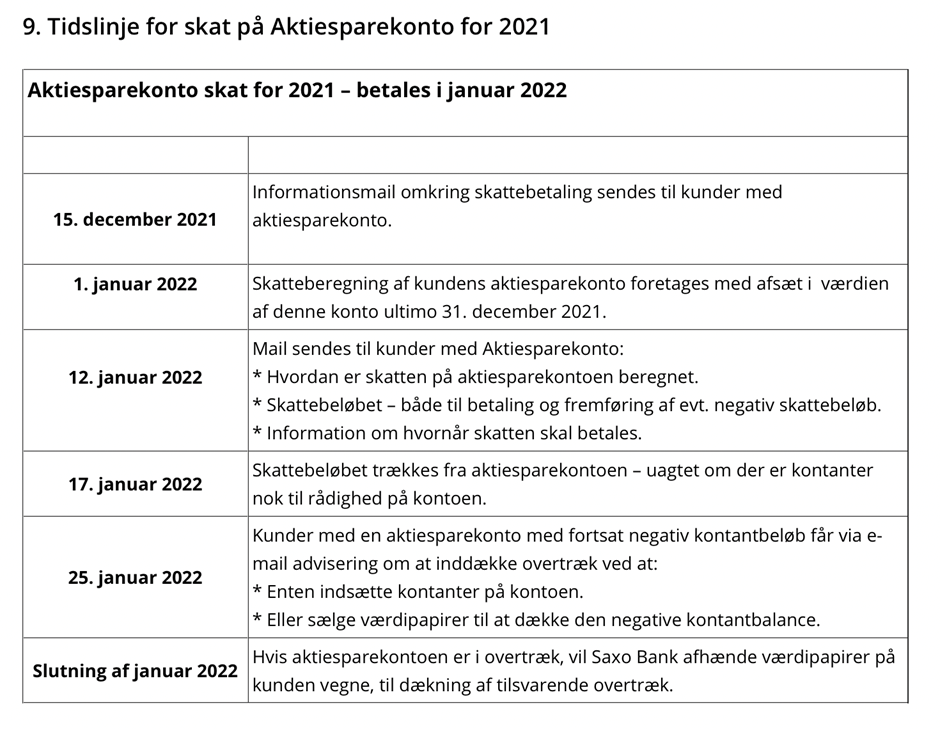 9. Tidslinje for skat på Aktiesparekonto for 2021
Aktiesparekonto skat for 2021 – betales i januar 2022
15. december 2021
Informationsmail omkring skattebetaling sendes til kunder med
aktiesparekonto.
1. januar 2022
Skatteberegning af kundens aktiesparekonto foretages med afsæt i  værdien
af denne konto ultimo 31. december 2021.
12. januar 2022
Mail sendes til kunder med Aktiesparekonto:
* Hvordan er skatten på aktiesparekontoen beregnet.
* Skattebeløbet – både til betaling og fremføring af evt. negativ skattebeløb.
* Information om hvornår skatten skal betales.
17. januar 2022
Skattebeløbet trækkes fra aktiesparekontoen – uagtet om der er kontanter
nok til rådighed på kontoen.
25. januar 2022
Kunder med en aktiesparekonto med fortsat negativ kontantbeløb får via e-
mail advisering om at inddække overtræk ved at:
* Enten indsætte kontanter på kontoen.
* Eller sælge værdipapirer til at dække den negative kontantbalance.
Slutning af januar 2022
Hvis aktiesparekontoen er i overtræk, vil Saxo Bank afhænde værdipapirer på
kunden vegne, til dækning af tilsvarende overtræk.